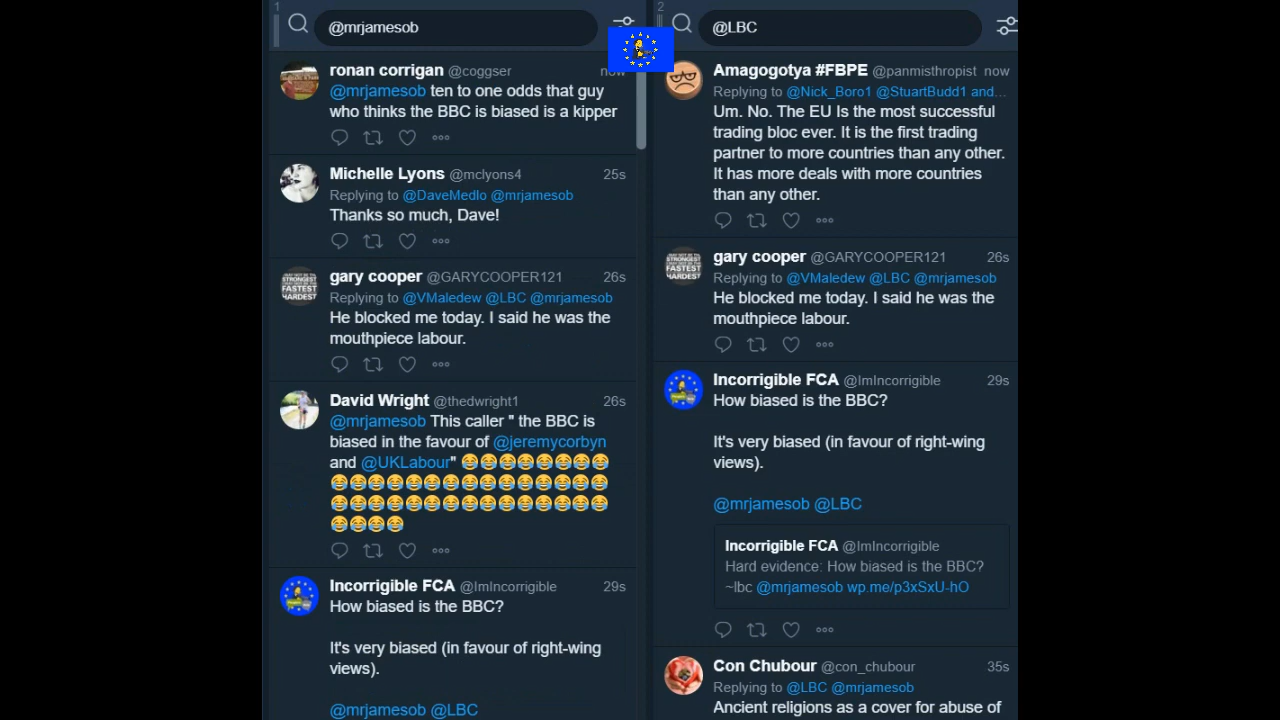 1
@mrjamesob
ronan corrigan @coggser now
@mrjamesob ten to one odds that guy
who thinks the BBC is biased is a kipper
Michelle Lyons @mclyons4 25s
Replying to @DaveMedlo @mrjamesob
Thanks so much, Dave!
gary cooper @GARYCOOPER121 26s
Replying to @VMaledew @LBC @mrjamesob
He blocked me today. I said he was the
mouthpiece labour.
David Wright @thedwright1 26s
@mrjamesob This caller " the BBC is
biased in the favour of @jeremycorbyn
and @UKLabour" 😂😂😂😂😂😂😂😂
😂😂😂😂😂😂😂😂😂😂😂😂😂😂😂
😂😂😂😂😂😂😂😂😂😂😂😂😂😂😂
😂😂😂😂
Incorrigible FCA @ImIncorrigible 29s
How biased is the BBC?
It's very biased (in favour of right-wing
views).
@mrjamesob @LBC
2
@LBC
Amagogotya #FBPE @panmisthropist now
Replying to @Nick_Boro1 @StuartBudd1 and...
Um. No. The EU Is the most successful
trading bloc ever. It is the first trading
partner to more countries than any other.
It has more deals with more countries
than any other.
gary cooper @GARYCOOPER121 26s
Replying to @VMaledew @LBC @mrjamesob
He blocked me today. I said he was the
mouthpiece labour.
Incorrigible FCA @ImIncorrigible 29s
How biased is the BBC?
It's very biased (in favour of right-wing
views).
@mrjamesob @LBC
Incorrigible FCA @ImIncorrigible
Hard evidence: How biased is the BBC?
~lbc @mrjamesob wp.me/p3xSxU-hO
Con Chubour @con_chubour 35s
Replying to @LBC @mrjamesob
Ancient religions as a cover for abuse of